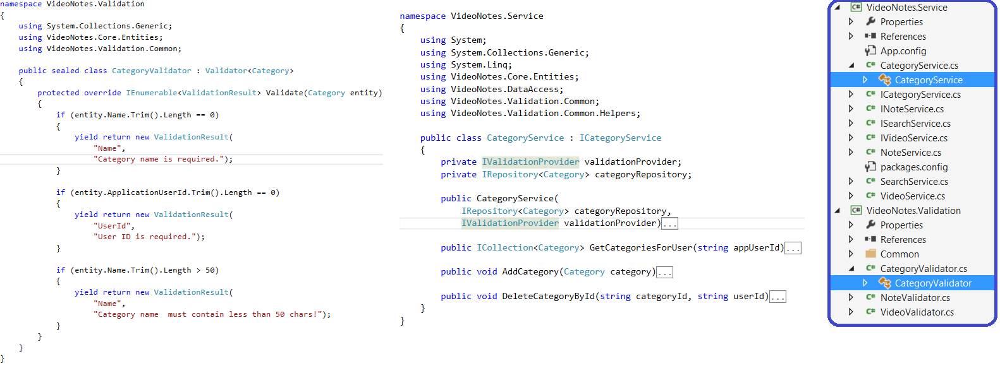 namespace VideoNotes.Validation
{
using System.Collections.Generic;
using VideoNotes.Core.Entities;
using VideoNotes.Validation.Common;
public sealed class CategoryValidator : Validator<Category>
{
protected override IEnumerable<ValidationResult> Validate(Category entity)
{
if (entity.Name.Trim().Length == 0)
{
yield return new ValidationResult(
"Name",
"Category name is required.");
}
if (entity.ApplicationUserId.Trim().Length == 0)
{
yield return new ValidationResult(
"UserId",
"User ID is required.");
}
if (entity.Name.Trim().Length > 50)
{
yield return new ValidationResult(
"Name",
"Category name  must contain less than 50 chars!");
}
}
}
}
namespace VideoNotes.Service
{
using System;
using System.Collections.Generic;
using System.Linq;
using VideoNotes.Core.Entities;
using VideoNotes.DataAccess;
using VideoNotes.Validation.Common;
using VideoNotes.Validation.Common.Helpers;
public class CategoryService : ICategoryService
{
private IValidationProvider validationProvider;
private IRepository<Category> categoryRepository;
public CategoryService(
IRepository<Category> categoryRepository,
IValidationProvider validationProvider)...
public ICollection<Category> GetCategoriesForUser(string appUserId)...
public void AddCategory(Category category)...
public void DeleteCategoryById(string categoryId, string userId)...
}
}
C# VideoNotes.Service
Properties
References
App.config
C# CategoryService.cs
CategoryService
C# ICategoryService.cs
C# INoteService.cs
C# ISearchService.cs
C# IVideoService.cs
C# NoteService.cs
packages.config
C# SearchService.cs
C# VideoService.cs
C# VideoNotes.Validation
Properties
References
Common
C# CategoryValidator.cs
CategoryValidator
C# NoteValidator.cs
C# VideoValidator.cs